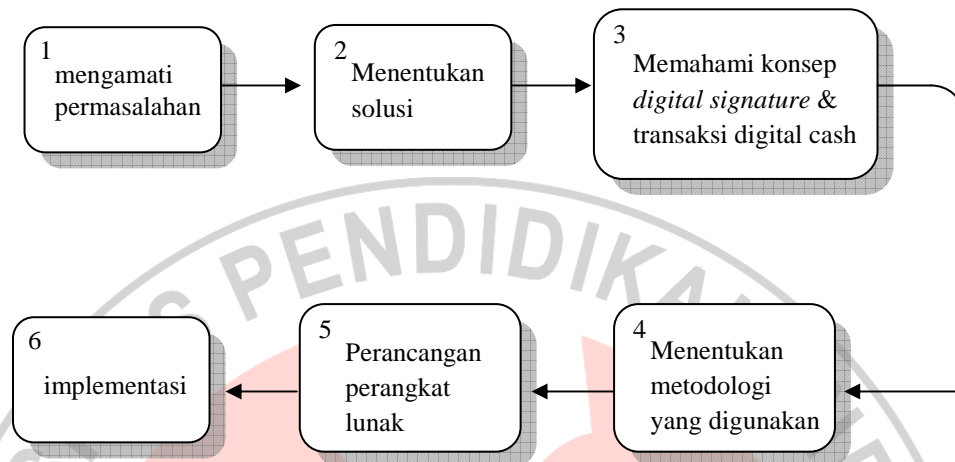 1
mengamati
permasalahan
2
Menentukan
solusi
3
Memahami konsep
digital signature &
transaksi digital cash
4
Menentukan
metodologi
yang digunakan
5
Perancangan
perangkat
lunak
6
implementasi
S PENDIDIKA